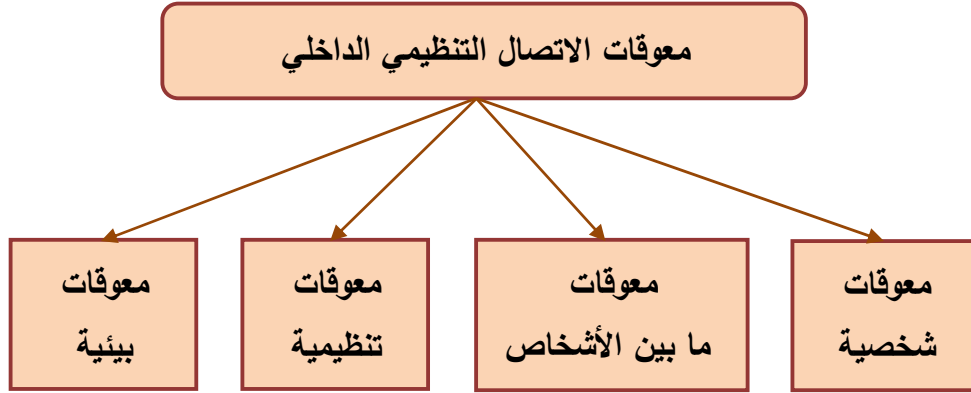 معوقات الاتصال التنظيمي الداخلي
معوقات
شخصية
معوقات
ما بين الأشخاص
معوقات
تنظيمية
معوقات
بيئية